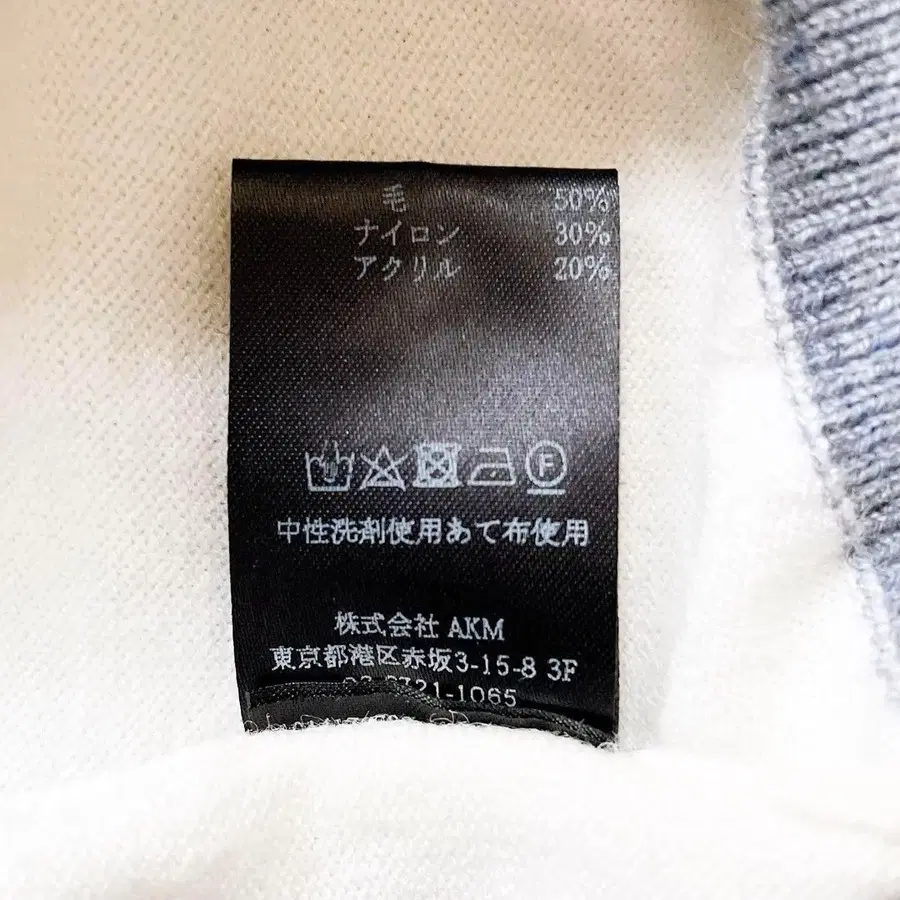 毛 50%
ナイロン 30%
アクリル 20%
F
中性洗剤使用あて布使用
株式会社 AKM
東京都港区赤坂3-15-8 3F
21-1065